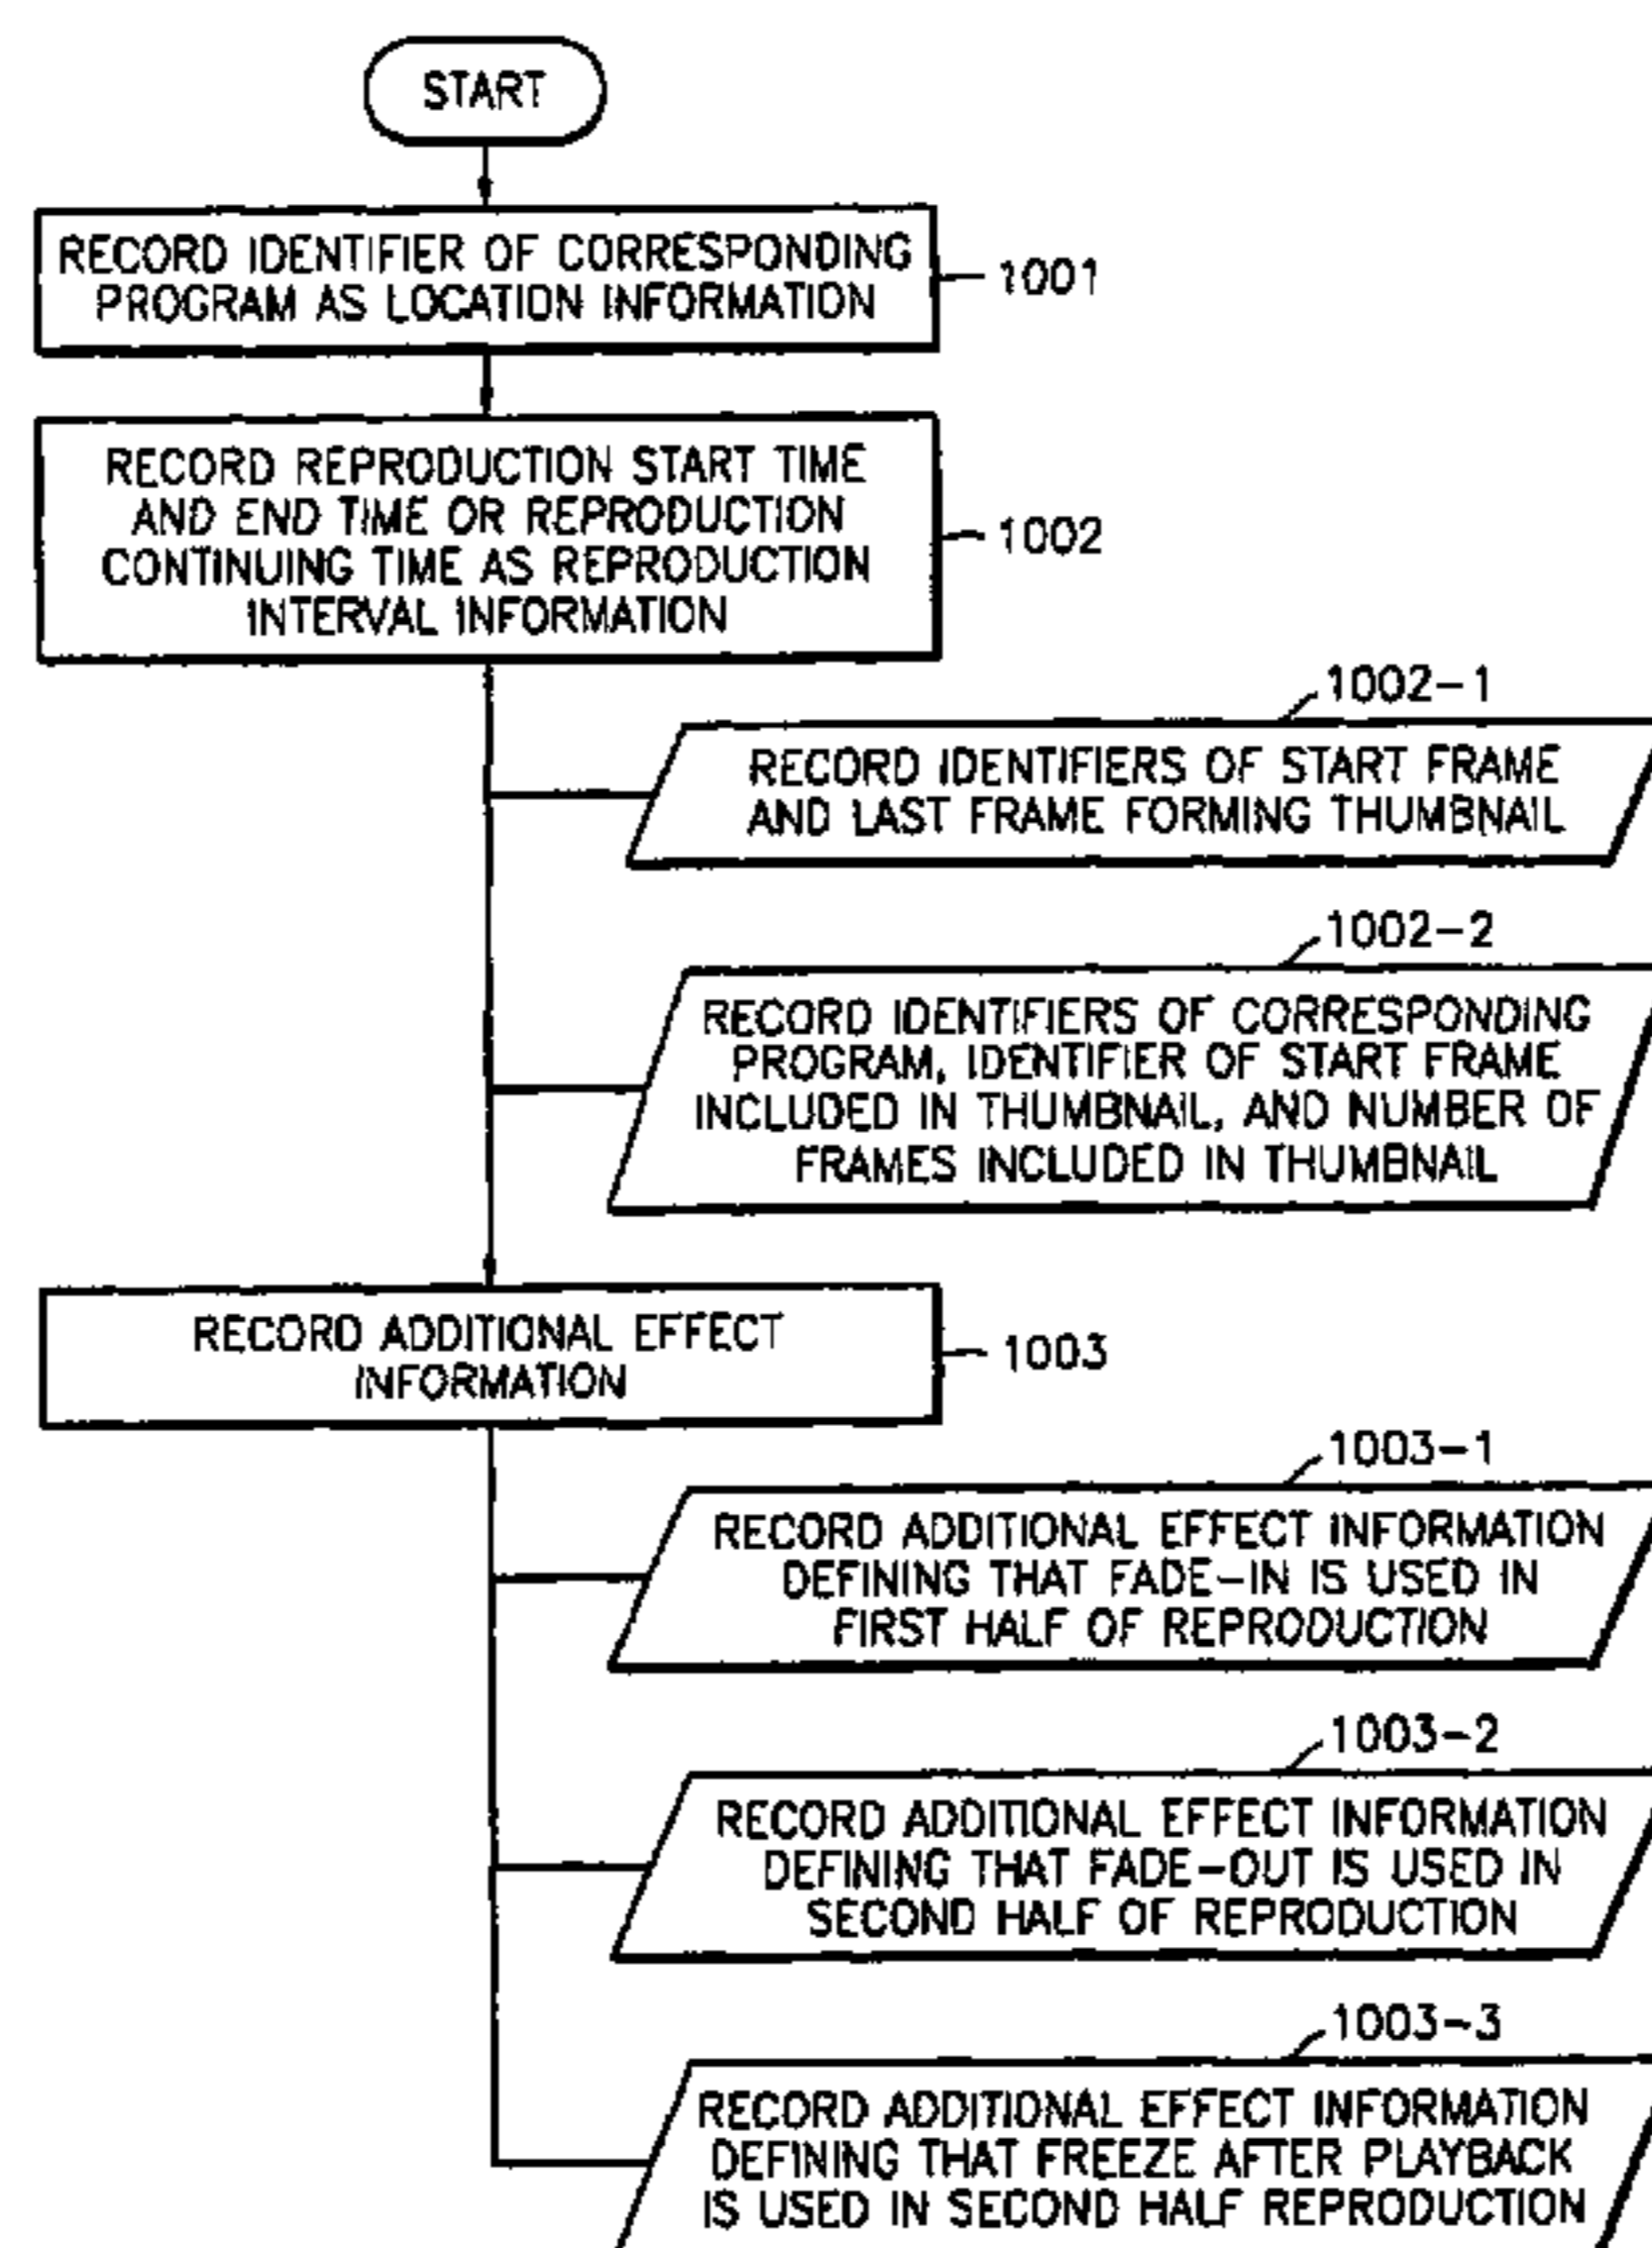 START
RECORD IDENTIFIER OF CORRESPONDING
PROGRAM AS LOCATION INFORMATION
1001
RECORD REPRODUCTION START TIME
AND END TIME OR REPRODUCTION
CONTINUING TIME AS REPRODUCTION
INTERVAL INFORMATION
1002
1002-1
RECORD IDENTIFIERS OF START FRAME
AND LAST FRAME FORMING THUMBNAIL
1002-2
RECORD IDENTIFIERS OF CORRESPONDING
PROGRAM, IDENTIFIER OF START FRAME
INCLUDED IN THUMBNAIL, AND NUMBER OF
FRAMES INCLUDED IN THUMBNAIL
RECORD ADDITIONAL EFFECT
INFORMATION
1003
1003-1
RECORD ADDITIONAL EFFECT INFORMATION
DEFINING THAT FADE-IN IS USED IN
FIRST HALF OF REPRODUCTION
1003-2
RECORD ADDITIONAL EFFECT INFORMATION
DEFINING THAT FADE-OUT IS USED IN
SECOND HALF OF REPRODUCTION
1003-3
RECORD ADDITIONAL EFFECT INFORMATION
DEFINING THAT FREEZE AFTER PLAYBACK
IS USED IN SECOND HALF REPRODUCTION